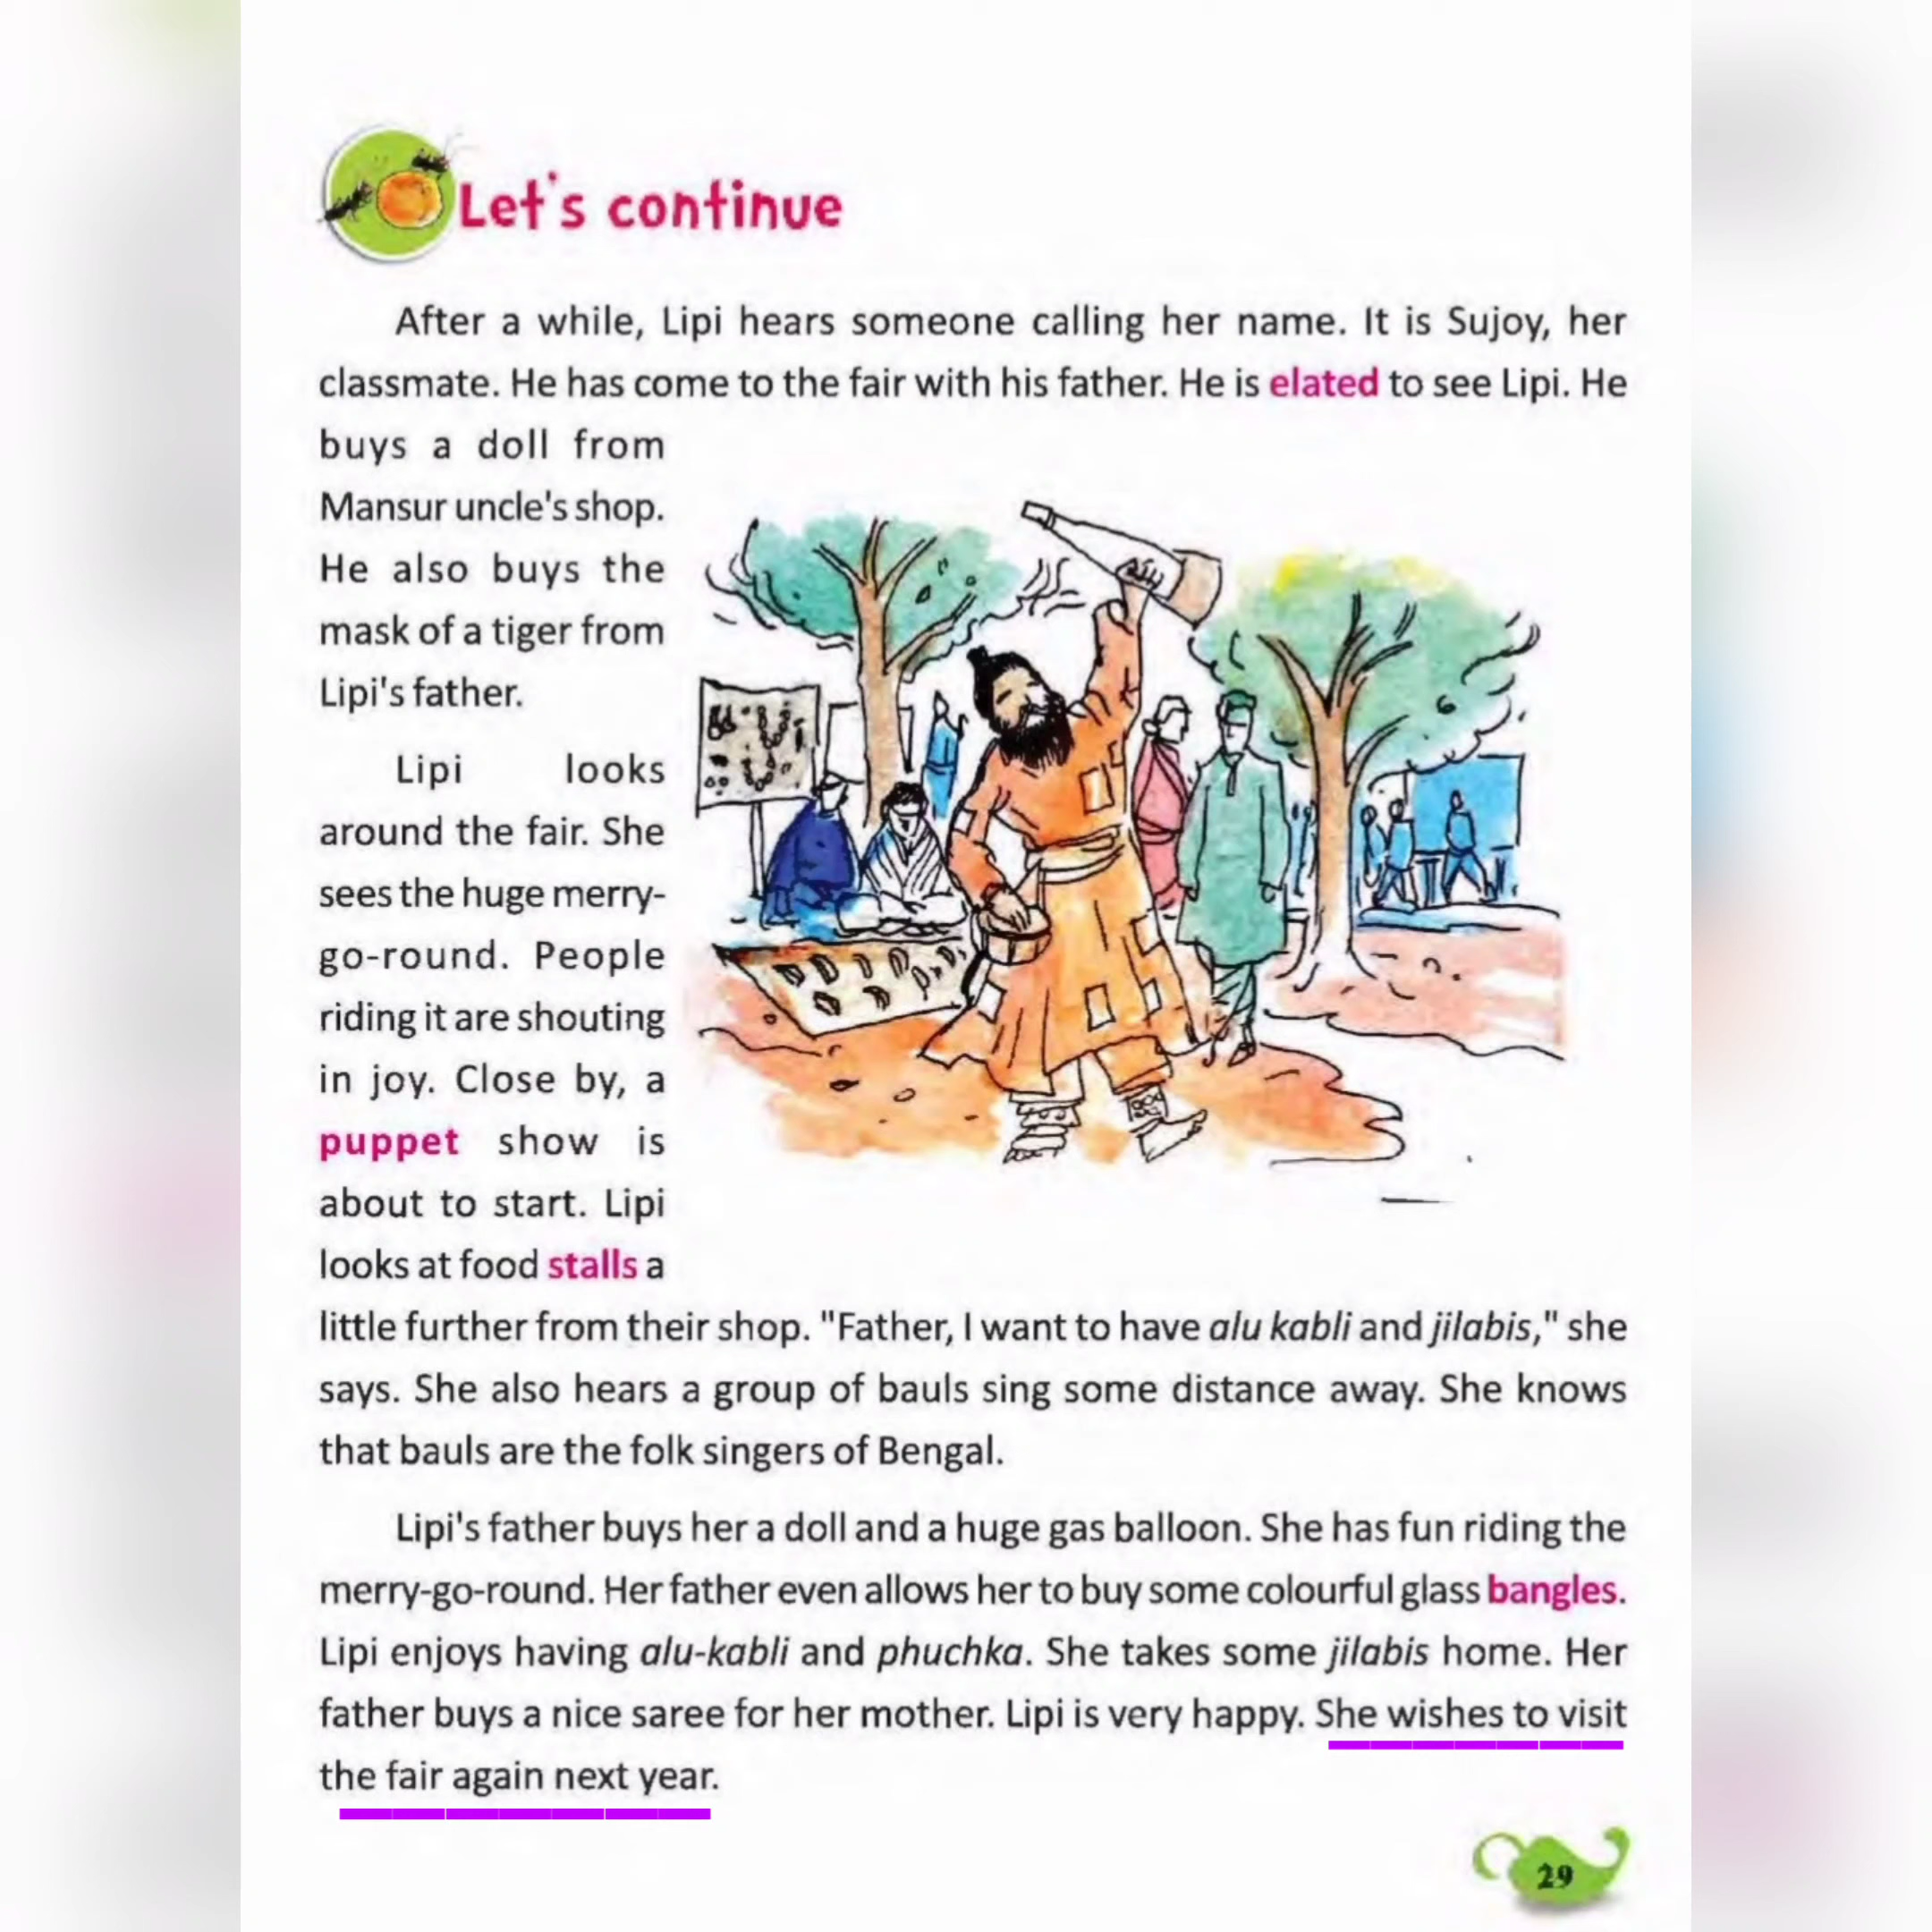 Let's continue
After a while, Lipi hears someone calling her name. It is Sujoy, her
classmate. He has come to the fair with his father. He is elated to see Lipi. He
buys a doll from
Mansur uncle's shop.
He also buys the
mask of a tiger from
Lipi's father.
Lipi looks
around the fair. She
sees the huge merry-
go-round. People
riding it are shouting
in joy. Close by, a
puppet show is
about to start. Lipi
looks at food stalls a
little further from their shop. "Father, I want to have alu kabli and jilabis," she
says. She also hears a group of bauls sing some distance away. She knows
that bauls are the folk singers of Bengal.
Lipi's father buys her a doll and a huge gas balloon. She has fun riding the
merry-go-round. Her father even allows her to buy some colourful glass bangles.
Lipi enjoys having alu-kabli and phuchka. She takes some jilabis home. Her
father buys a nice saree for her mother. Lipi is very happy. She wishes to visit
the fair again next year.
29